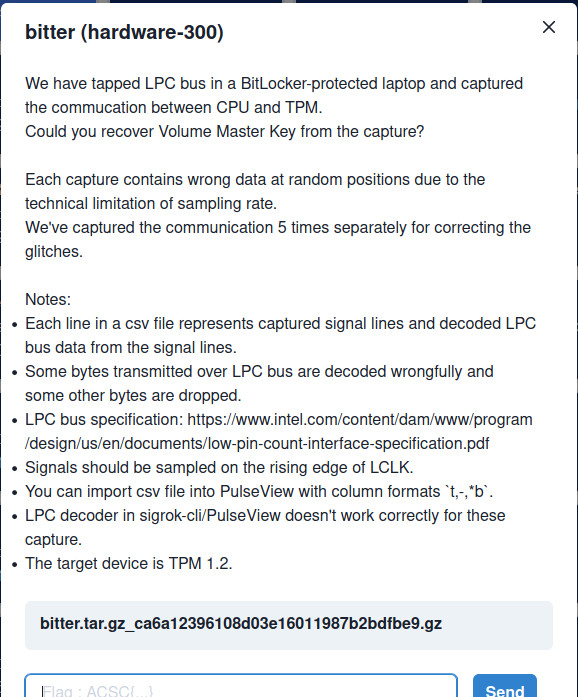 bitter (hardware-300)
We have tapped LPC bus in a BitLocker-protected laptop and captured
the commucation between CPU and TPM.
Could you recover Volume Master Key from the capture?
Each capture contains wrong data at random positions due to the
technical limitation of sampling rate.
We've captured the communication 5 times separately for correcting the
glitches.
Notes:
• Each line in a csv file represents captured signal lines and decoded LPC
bus data from the signal lines.
• Some bytes transmitted over LPC bus are decoded wrongfully and
some other bytes are dropped.
• LPC bus specification: https://www.intel.com/content/dam/www/program
/design/us/en/documents/low-pin-count-interface-specification.pdf
• Signals should be sampled on the rising edge of LCLK.
• You can import csv file into PulseView with column formats `t,-,*b`.
• LPC decoder in sigrok-cli/PulseView doesn't work correctly for these
capture.
• The target device is TPM 1.2.
bitter.tar.gz_ca6a12396108d03e16011987b2bdfbe9.gz
Flag : ACSC{...}
Send